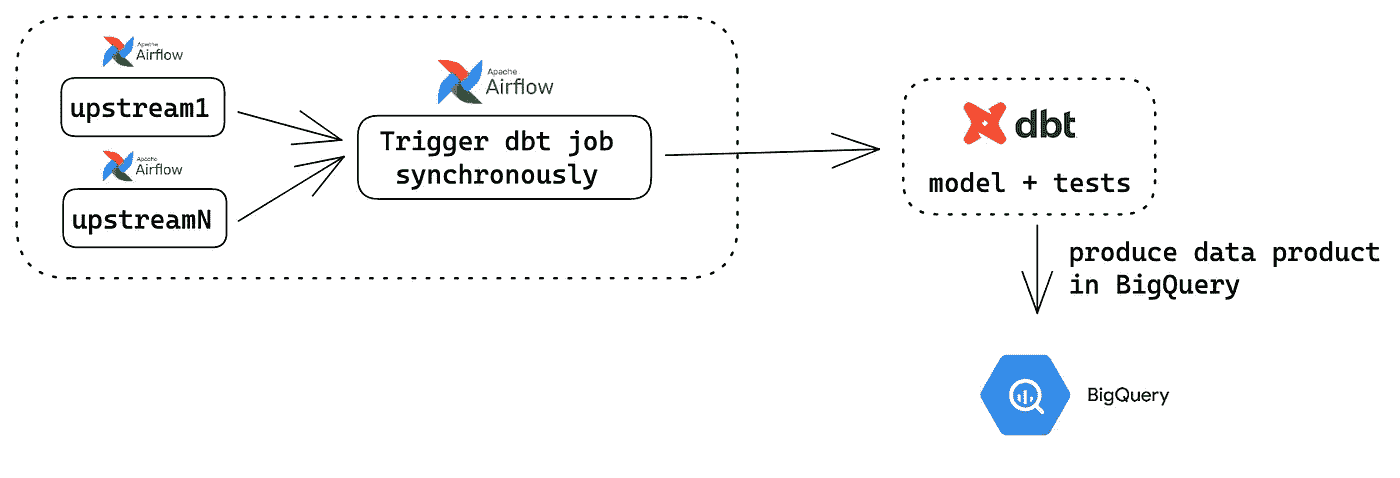 Apache
Airflow
upstream1
Apache
Airflow
upstreamN
Apache
Airflow
Trigger dbt job
synchronously
dbt
model + tests
produce data product
in BigQuery
BigQuery